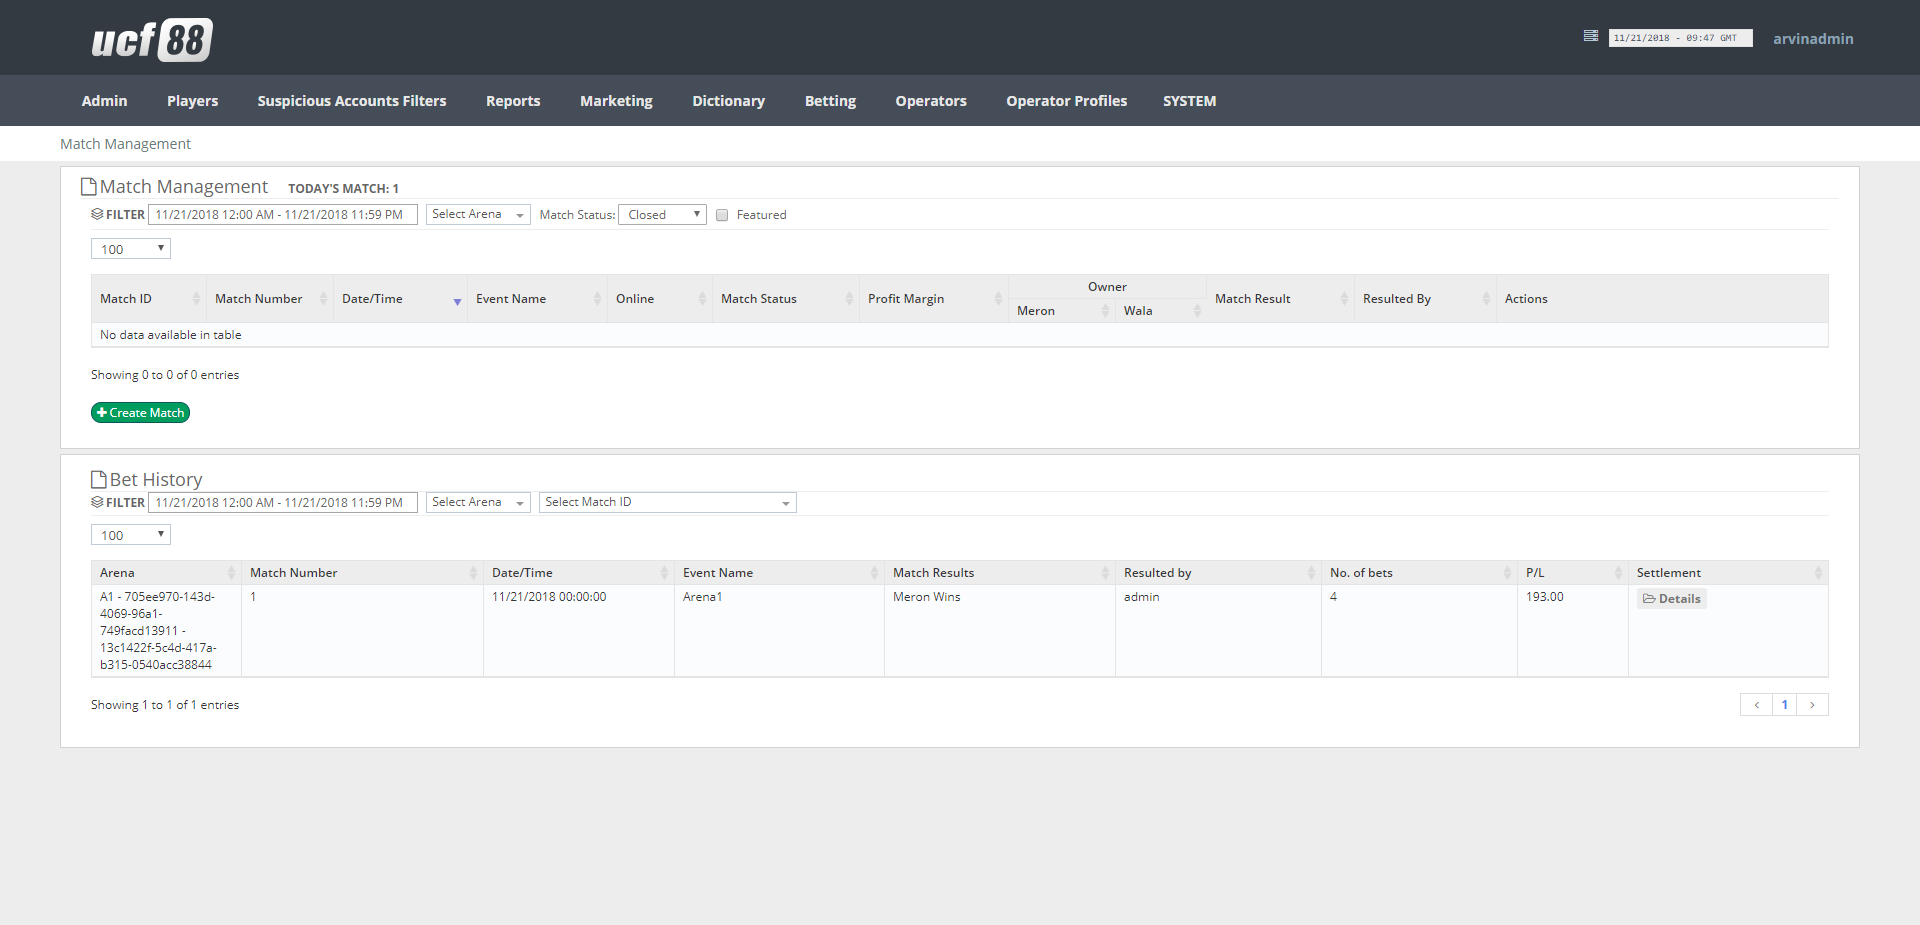 ucf88
11/21/2018 - 09:47 GMT
arvinadmin
Admin Players Suspicious Accounts Filters Reports Marketing Dictionary Betting Operators Operator Profiles SYSTEM
Match Management
Match Management TODAY'S MATCH: 1
FILTER 11/21/2018 12:00 AM - 11/21/2018 11:59 PM Select Arena Match Status: Closed Featured
100
Owner
Match ID Match Number Date/Time Event Name Online Match Status Profit Margin Match Result Resulted By Actions
Meron Wala
No data available in table
Showing 0 to 0 of 0 entries
Create Match
Bet History
FILTER 11/21/2018 12:00 AM - 11/21/2018 11:59 PM Select Arena Select Match ID
100
Arena Match Number Date/Time Event Name Match Results Resulted by No. of bets P/L Settlement
A1 - 705ee970-143d- 1 11/21/2018 00:00:00 Arena1 Meron Wins admin 4 193.00 Details
4069-96a1-
749facd13911 -
13c1422f-5c4d-417a-
b315-0540acc38844
Showing 1 to 1 of 1 entries
1